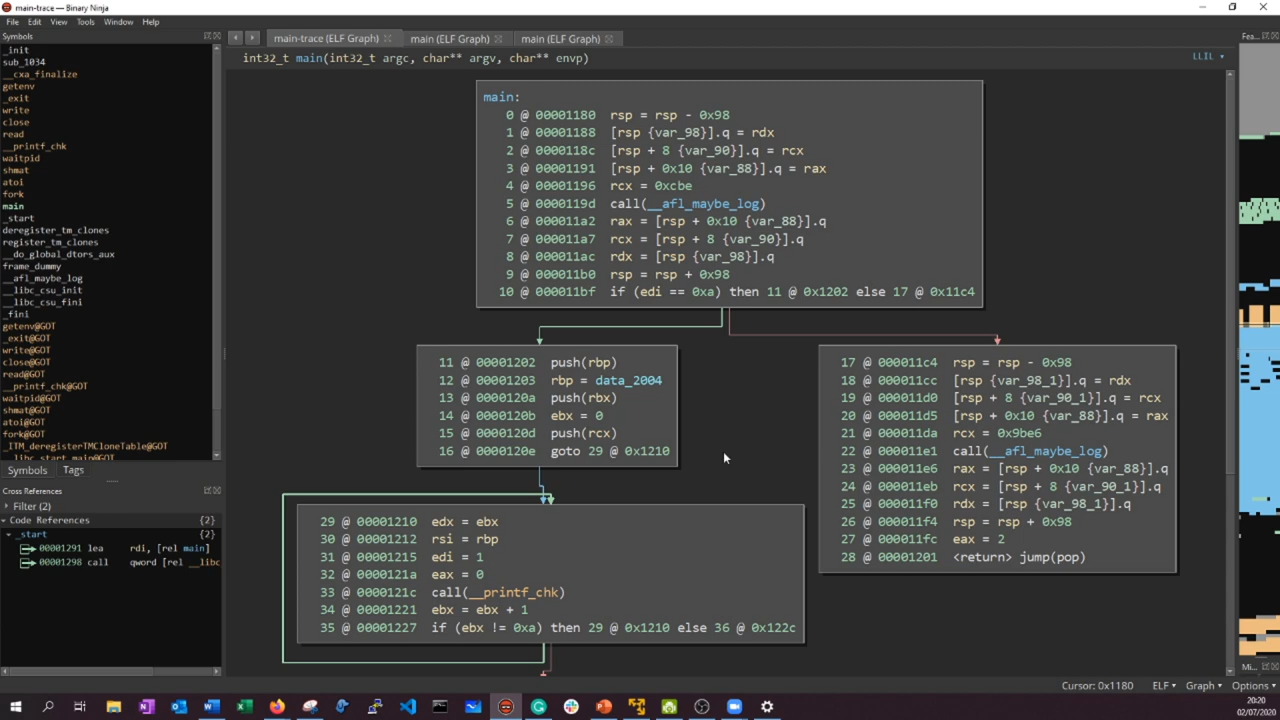 main-trace — Binary Ninja
File Edit View Tools Window Help
Symbols
_init
sub_1034
__cxa_finalize
getenv
_exit
write
close
read
__printf_chk
waitpid
shmat
atoi
fork
main
_start
deregister_tm_clones
register_tm_clones
__do_global_dtors_aux
frame_dummy
__afl_maybe_log
__libc_csu_init
__libc_csu_fini
_fini
getenv@GOT
_exit@GOT
write@GOT
close@GOT
read@GOT
__printf_chk@GOT
waitpid@GOT
shmat@GOT
atoi@GOT
fork@GOT
_ITM_deregisterTMCloneTable@GOT
__libc_start_main@GOT
Symbols Tags
Cross References
Filter (2)
Code References {2}
_start {2}
00001291 lea rdi, [rel main]
00001298 call qword [rel __libc
main-trace (ELF Graph) main (ELF Graph) main (ELF Graph)
int32_t main(int32_t argc, char** argv, char** envp)
LLIL
main:
0 @ 00001180 rsp = rsp - 0x98
1 @ 00001188 [rsp {var_98}].q = rdx
2 @ 0000118c [rsp + 8 {var_90}].q = rcx
3 @ 00001191 [rsp + 0x10 {var_88}].q = rax
4 @ 00001196 rcx = 0xcbe
5 @ 0000119d call(__afl_maybe_log)
6 @ 000011a2 rax = [rsp + 0x10 {var_88}].q
7 @ 000011a7 rcx = [rsp + 8 {var_90}].q
8 @ 000011ac rdx = [rsp {var_98}].q
9 @ 000011b0 rsp = rsp + 0x98
10 @ 000011bf if (edi == 0xa) then 11 @ 0x1202 else 17 @ 0x11c4
11 @ 00001202 push(rbp)
12 @ 00001203 rbp = data_2004
13 @ 0000120a push(rbx)
14 @ 0000120b ebx = 0
15 @ 0000120d push(rcx)
16 @ 0000120e goto 29 @ 0x1210
17 @ 000011c4 rsp = rsp - 0x98
18 @ 000011cc [rsp {var_98_1}].q = rdx
19 @ 000011d0 [rsp + 8 {var_90_1}].q = rcx
20 @ 000011d5 [rsp + 0x10 {var_88}].q = rax
21 @ 000011da rcx = 0x9be6
22 @ 000011e1 call(__afl_maybe_log)
23 @ 000011e6 rax = [rsp + 0x10 {var_88}].q
24 @ 000011eb rcx = [rsp + 8 {var_90_1}].q
25 @ 000011f0 rdx = [rsp {var_98_1}].q
26 @ 000011f4 rsp = rsp + 0x98
27 @ 000011fc eax = 2
28 @ 00001201 <return> jump(pop)
29 @ 00001210 edx = ebx
30 @ 00001212 rsi = rbp
31 @ 00001215 edi = 1
32 @ 0000121a eax = 0
33 @ 0000121c call(__printf_chk)
34 @ 00001221 ebx = ebx + 1
35 @ 00001227 if (ebx != 0xa) then 29 @ 0x1210 else 36 @ 0x122c
Fea...
Mi...
Cursor: 0x1180 ELF Graph Options
20:20
02/07/2020